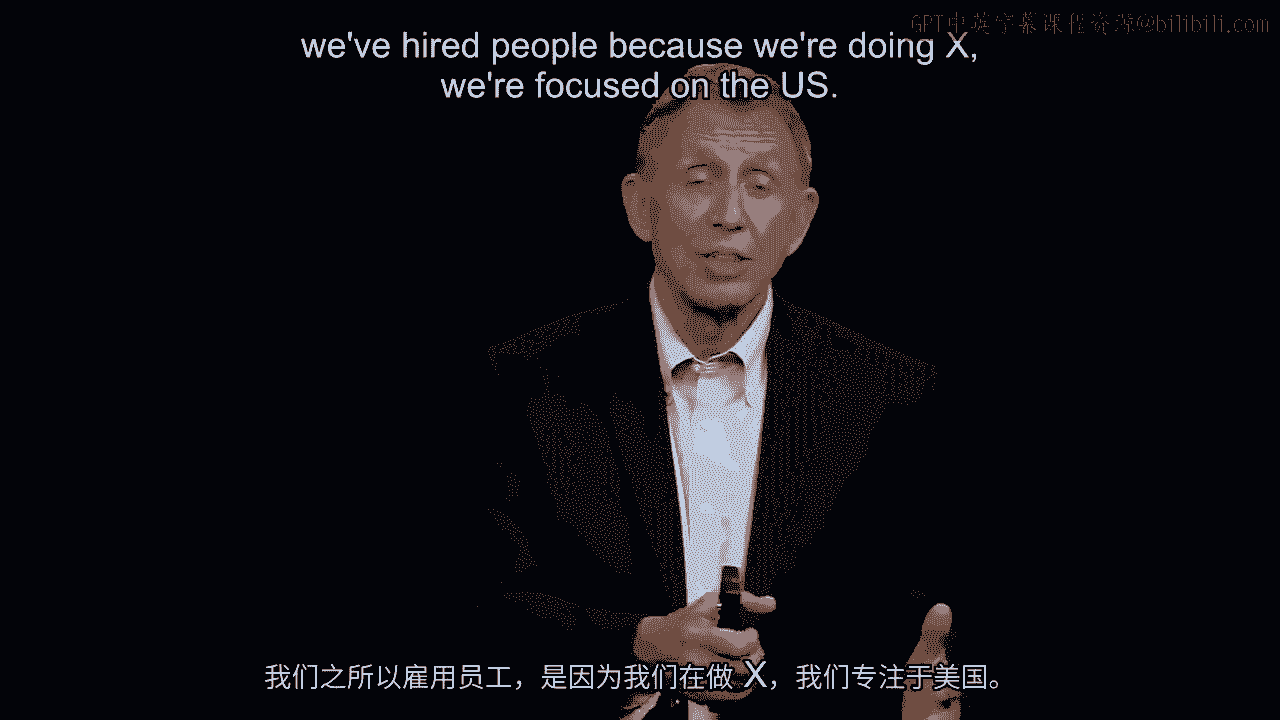 GPT中英字幕课程资源@bilibili.com
we've hired people because we're doing X,
we're focused on the US.
我们之所以雇用员工，是因为我们在做 X，我们专注于美国。